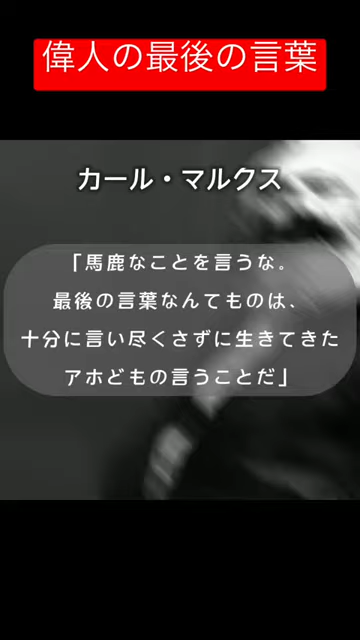 偉人の最後の言葉
カール・マルクス
「馬鹿なことを言うな。
最後の言葉なんてものは、
十分に言い尽くさずに生きてきた
アホどもの言うことだ」